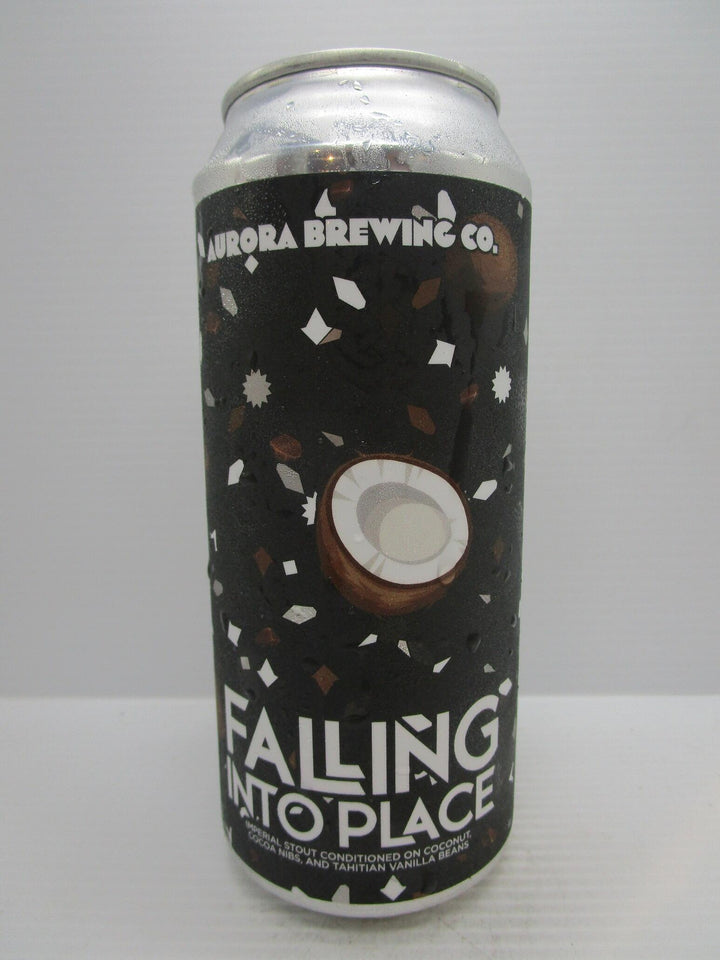 AURORA BREWING CO.
FALLING
INTO PLACE
IMPERIAL STOUT CONDITIONED ON COCONUT,
COCOA NIBS, AND TAHITIAN VANILLA BEANS